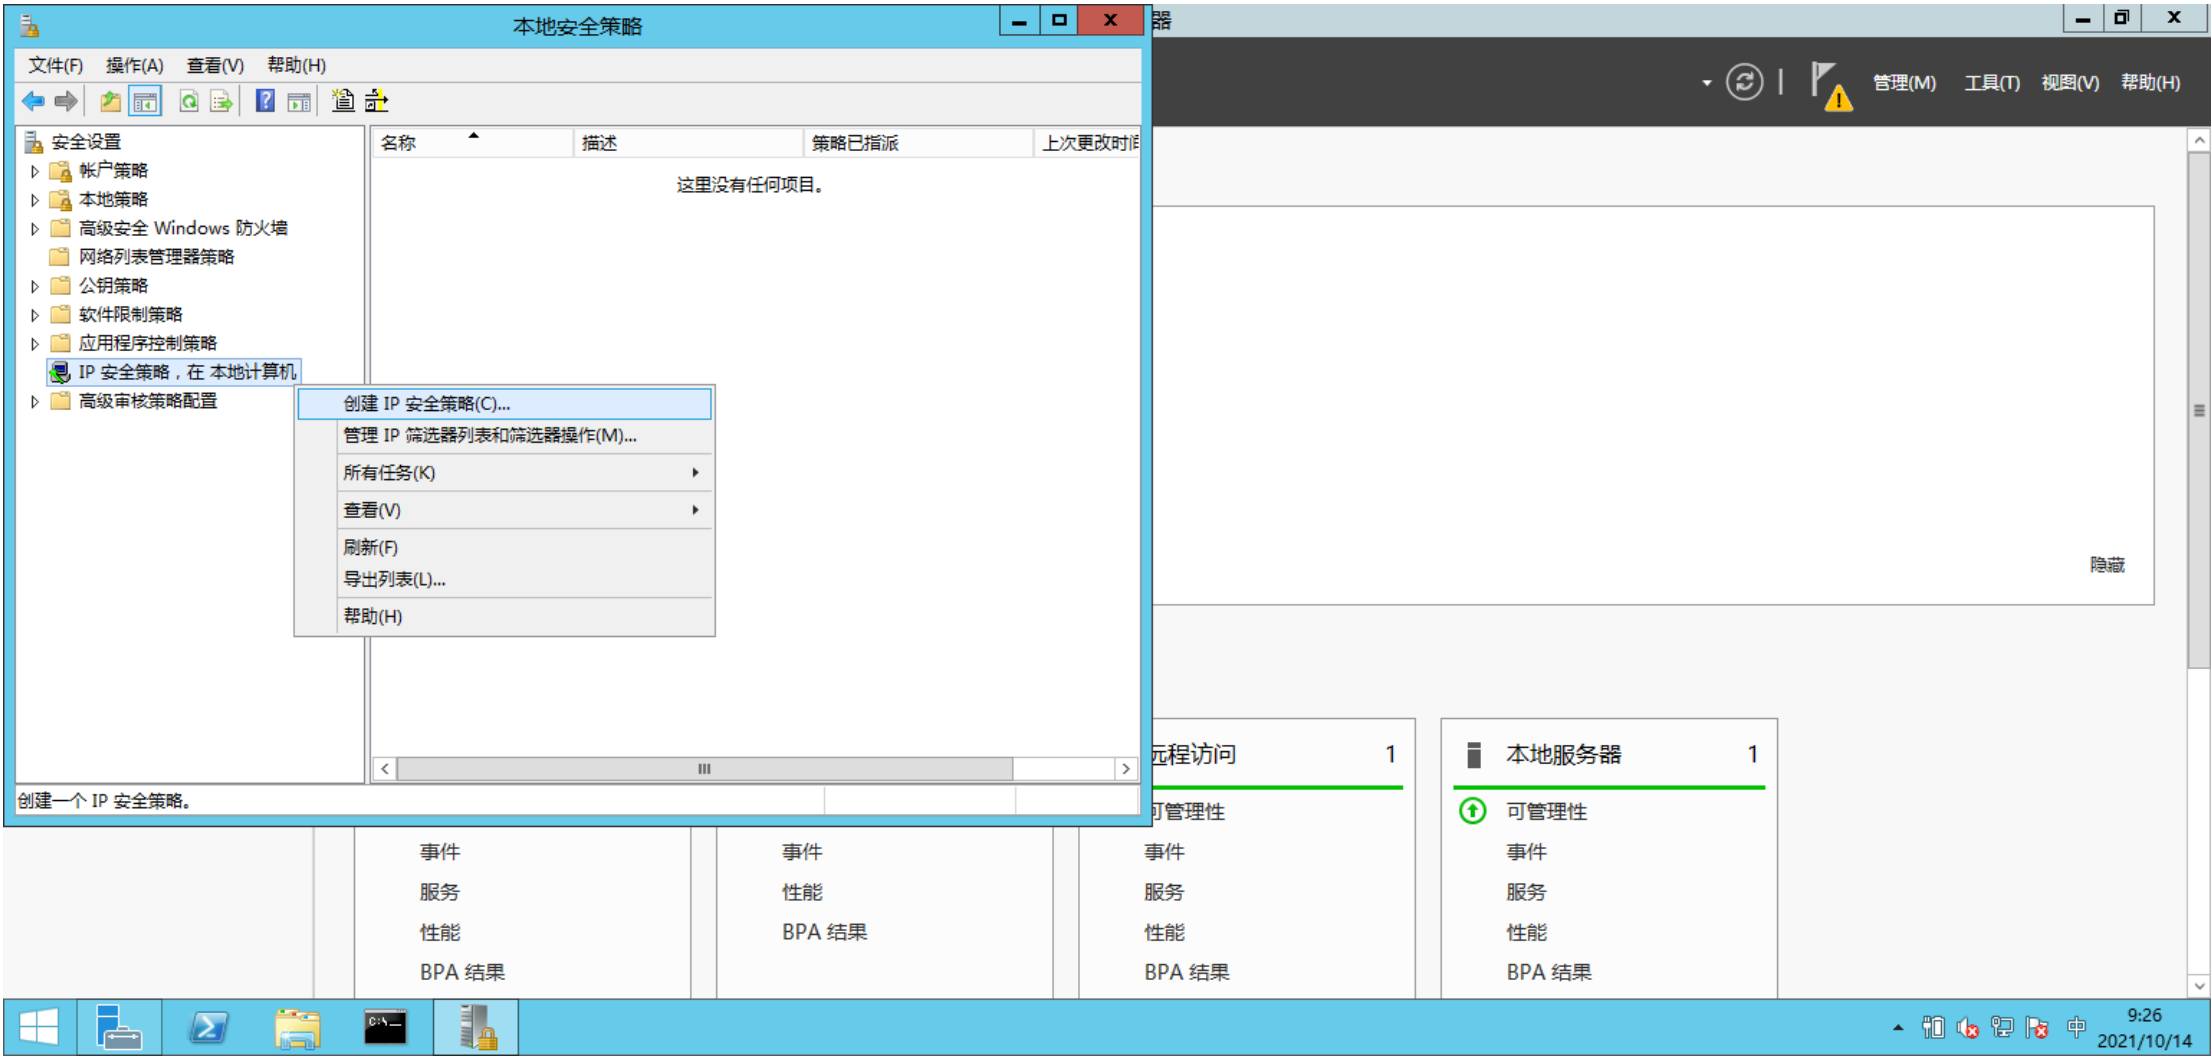 本地安全策略
器
文件(F) 操作(A) 查看(V) 帮助(H)
管理(M) 工具(T) 视图(V) 帮助(H)
安全设置
帐户策略
本地策略
高级安全 Windows 防火墙
网络列表管理器策略
公钥策略
软件限制策略
应用程序控制策略
IP 安全策略，在 本地计算机
高级审核策略配置
名称 描述 策略已指派 上次更改时间
这里没有任何项目。
创建 IP 安全策略(C)...
管理 IP 筛选器列表和筛选器操作(M)...
所有任务(K)
查看(V)
刷新(F)
导出列表(L)...
帮助(H)
隐藏
创建一个 IP 安全策略。
事件
服务
性能
BPA 结果
事件
性能
BPA 结果
远程访问 1
可管理性
事件
服务
性能
BPA 结果
本地服务器 1
可管理性
事件
服务
性能
BPA 结果
C:\
中
9:26
2021/10/14